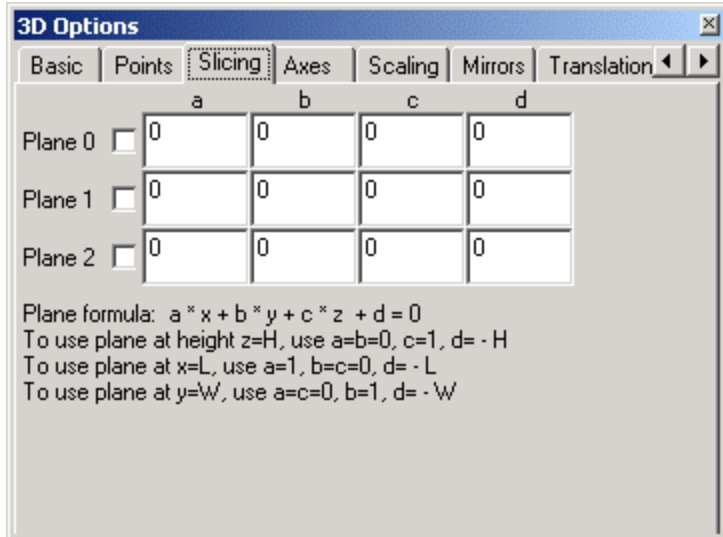 3D Options
Basic Points Slicing Axes Scaling Mirrors Translation
a b c d
Plane 0 0 0 0 0
Plane 1 0 0 0 0
Plane 2 0 0 0 0
Plane formula: a * x + b * y + c * z + d = 0
To use plane at height z=H, use a=b=0, c=1, d= - H
To use plane at x=L, use a=1, b=c=0, d= - L
To use plane at y=W, use a=c=0, b=1, d= - W